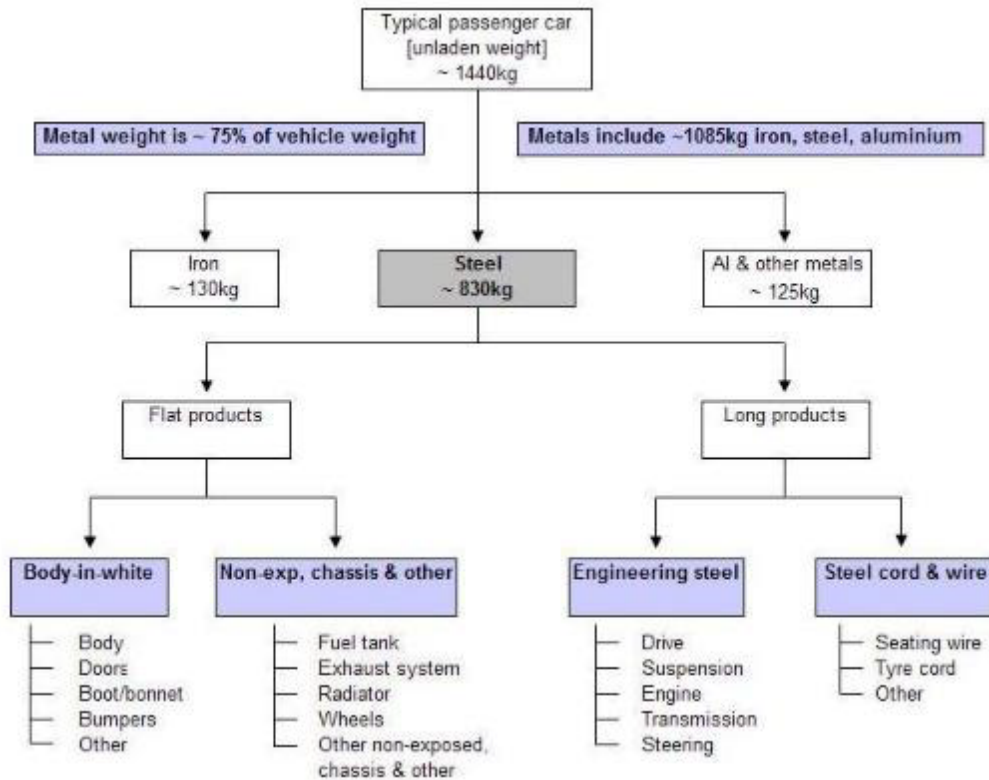 Typical passenger car
[unladen weight]
~ 1440kg
Metal weight is ~ 75% of vehicle weight
Metals include ~1085kg iron, steel, aluminium
Iron
~ 130kg
Steel
~ 830kg
Al & other metals
~ 125kg
Flat products
Long products
Body-in-white
Body
Doors
Boot/bonnet
Bumpers
Other
Non-exp, chassis & other
Fuel tank
Exhaust system
Radiator
Wheels
Other non-exposed,
chassis & other
Engineering steel
Drive
Suspension
Engine
Transmission
Steering
Steel cord & wire
Seating wire
Tyre cord
Other